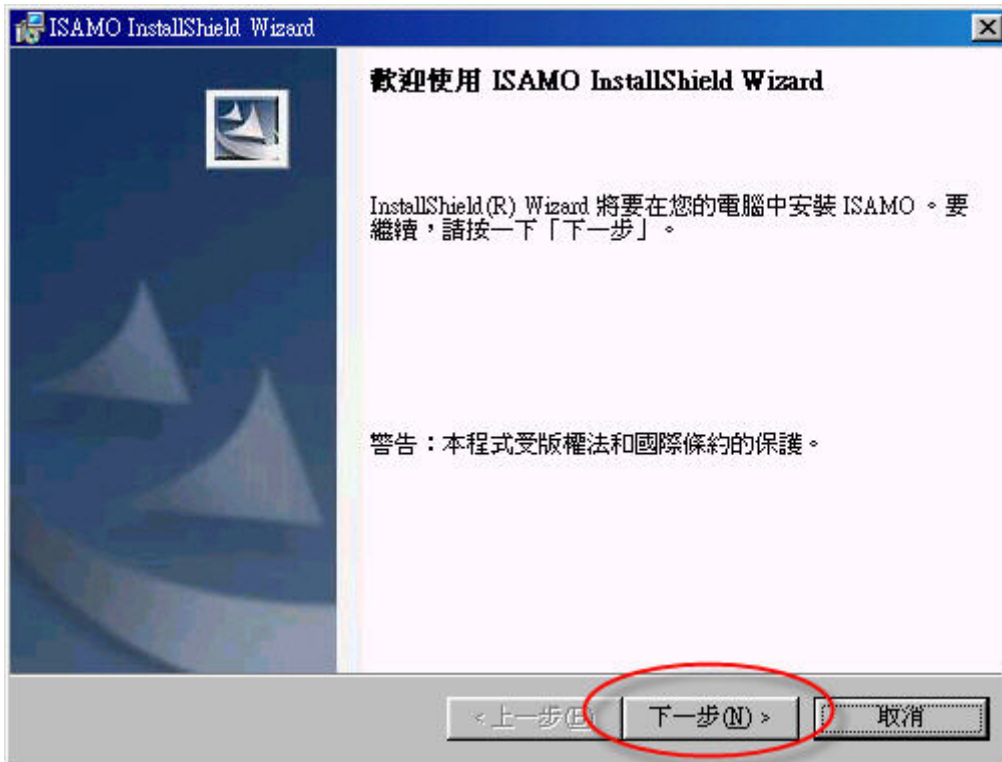 ISAMO InstallShield Wizard
歡迎使用 ISAMO InstallShield Wizard
InstallShield(R) Wizard 將要在您的電腦中安裝 ISAMO。要
繼續，請按一下「下一步」。
警告：本程式受版權法和國際條約的保護。
<上一步(B) 下一步(N)> 取消